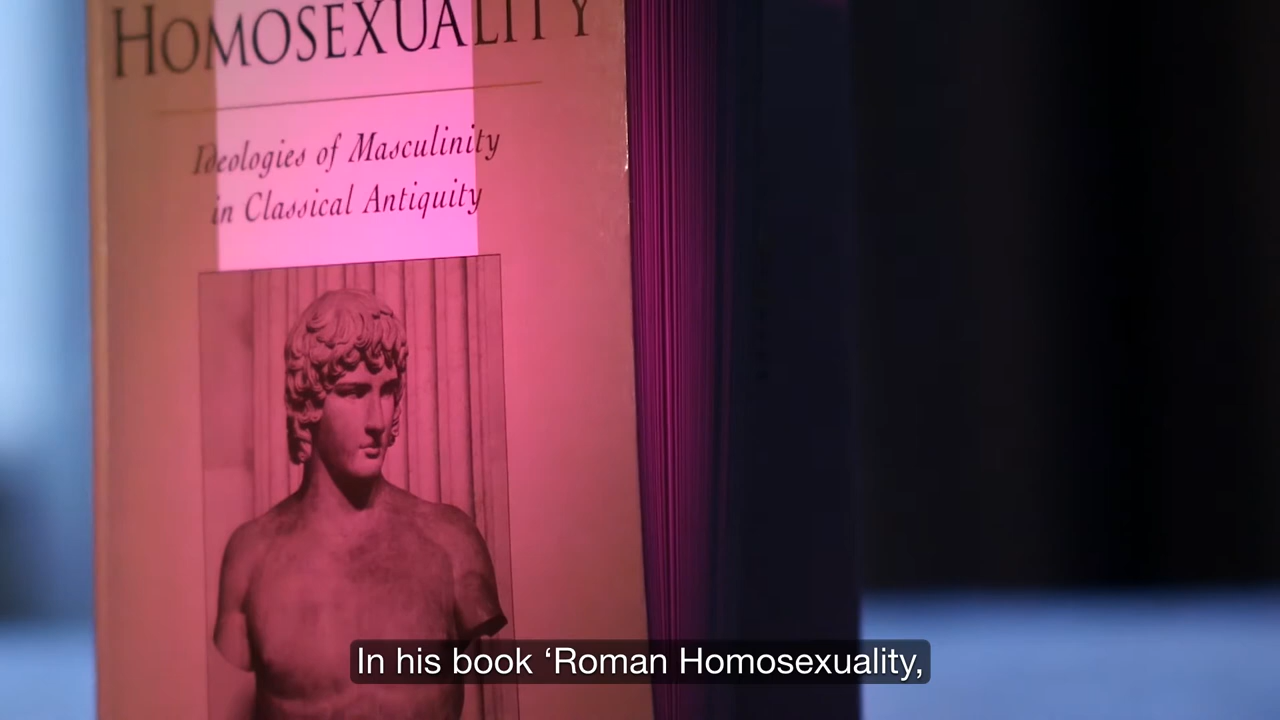 HOMOSEXUALITY
Ideologies of Masculinity
in Classical Antiquity
In his book ‘Roman Homosexuality,